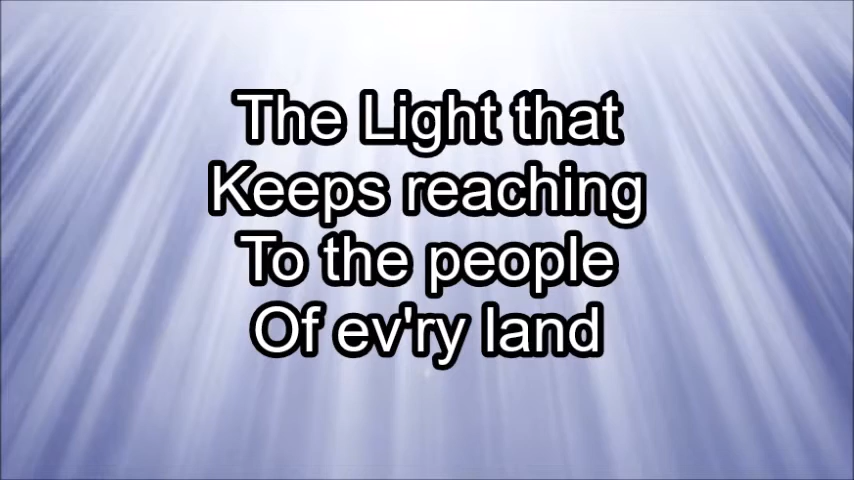 The Light that
Keeps reaching
To the people
Of ev'ry land